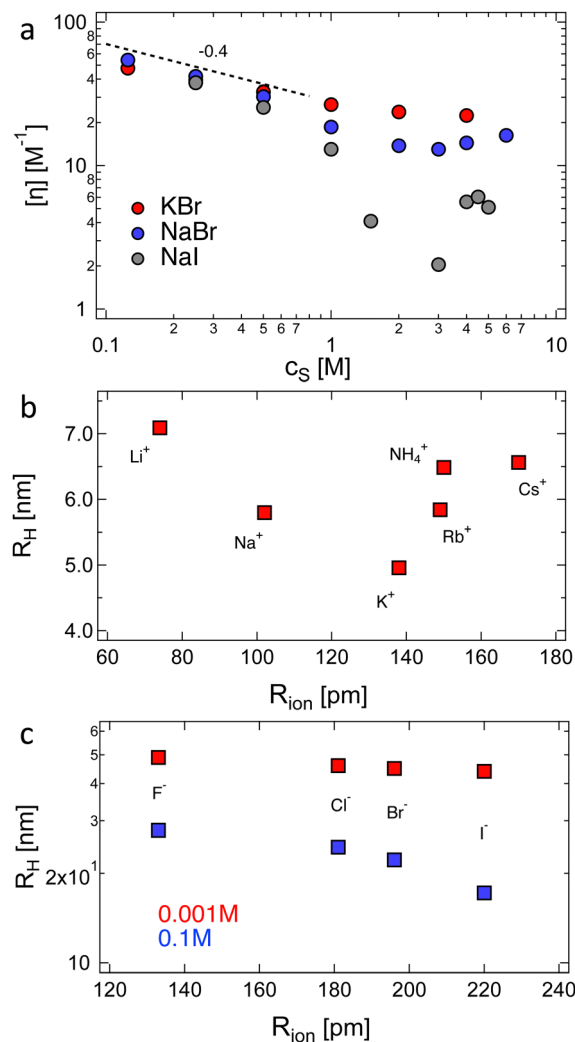 a
100
-0.4
4
2
10
8
6
4
2
1
[η] [M⁻¹]
KBr
NaBr
NaI
0.1 2 3 4 5 6 7 1 2 3 4 5 6 7 10
c_S [M]
b
7.0
6.0
5.0
4.0
R_H [nm]
Li⁺
Na⁺
K⁺
NH₄⁺
Rb⁺
Cs⁺
60 80 100 120 140 160 180
R_ion [pm]
c
6
5
4
3
2x10¹
10
R_H [nm]
F⁻
Cl⁻
Br⁻
I⁻
0.001M
0.1M
120 140 160 180 200 220 240
R_ion [pm]